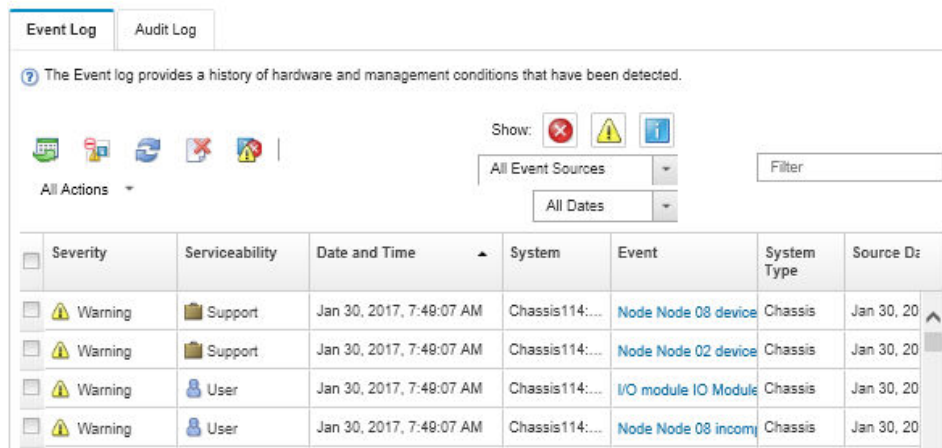 Event Log Audit Log
The Event log provides a history of hardware and management conditions that have been detected.
Show:
All Event Sources Filter
All Actions
All Dates
Severity Serviceability Date and Time System Event System Type Source Da
Warning Support Jan 30, 2017, 7:49:07 AM Chassis114:... Node Node 08 device Chassis Jan 30, 20
Warning Support Jan 30, 2017, 7:49:07 AM Chassis114:... Node Node 02 device Chassis Jan 30, 20
Warning User Jan 30, 2017, 7:49:07 AM Chassis114:... I/O module IO Module Chassis Jan 30, 20
Warning User Jan 30, 2017, 7:49:07 AM Chassis114:... Node Node 08 incom Chassis Jan 30, 20